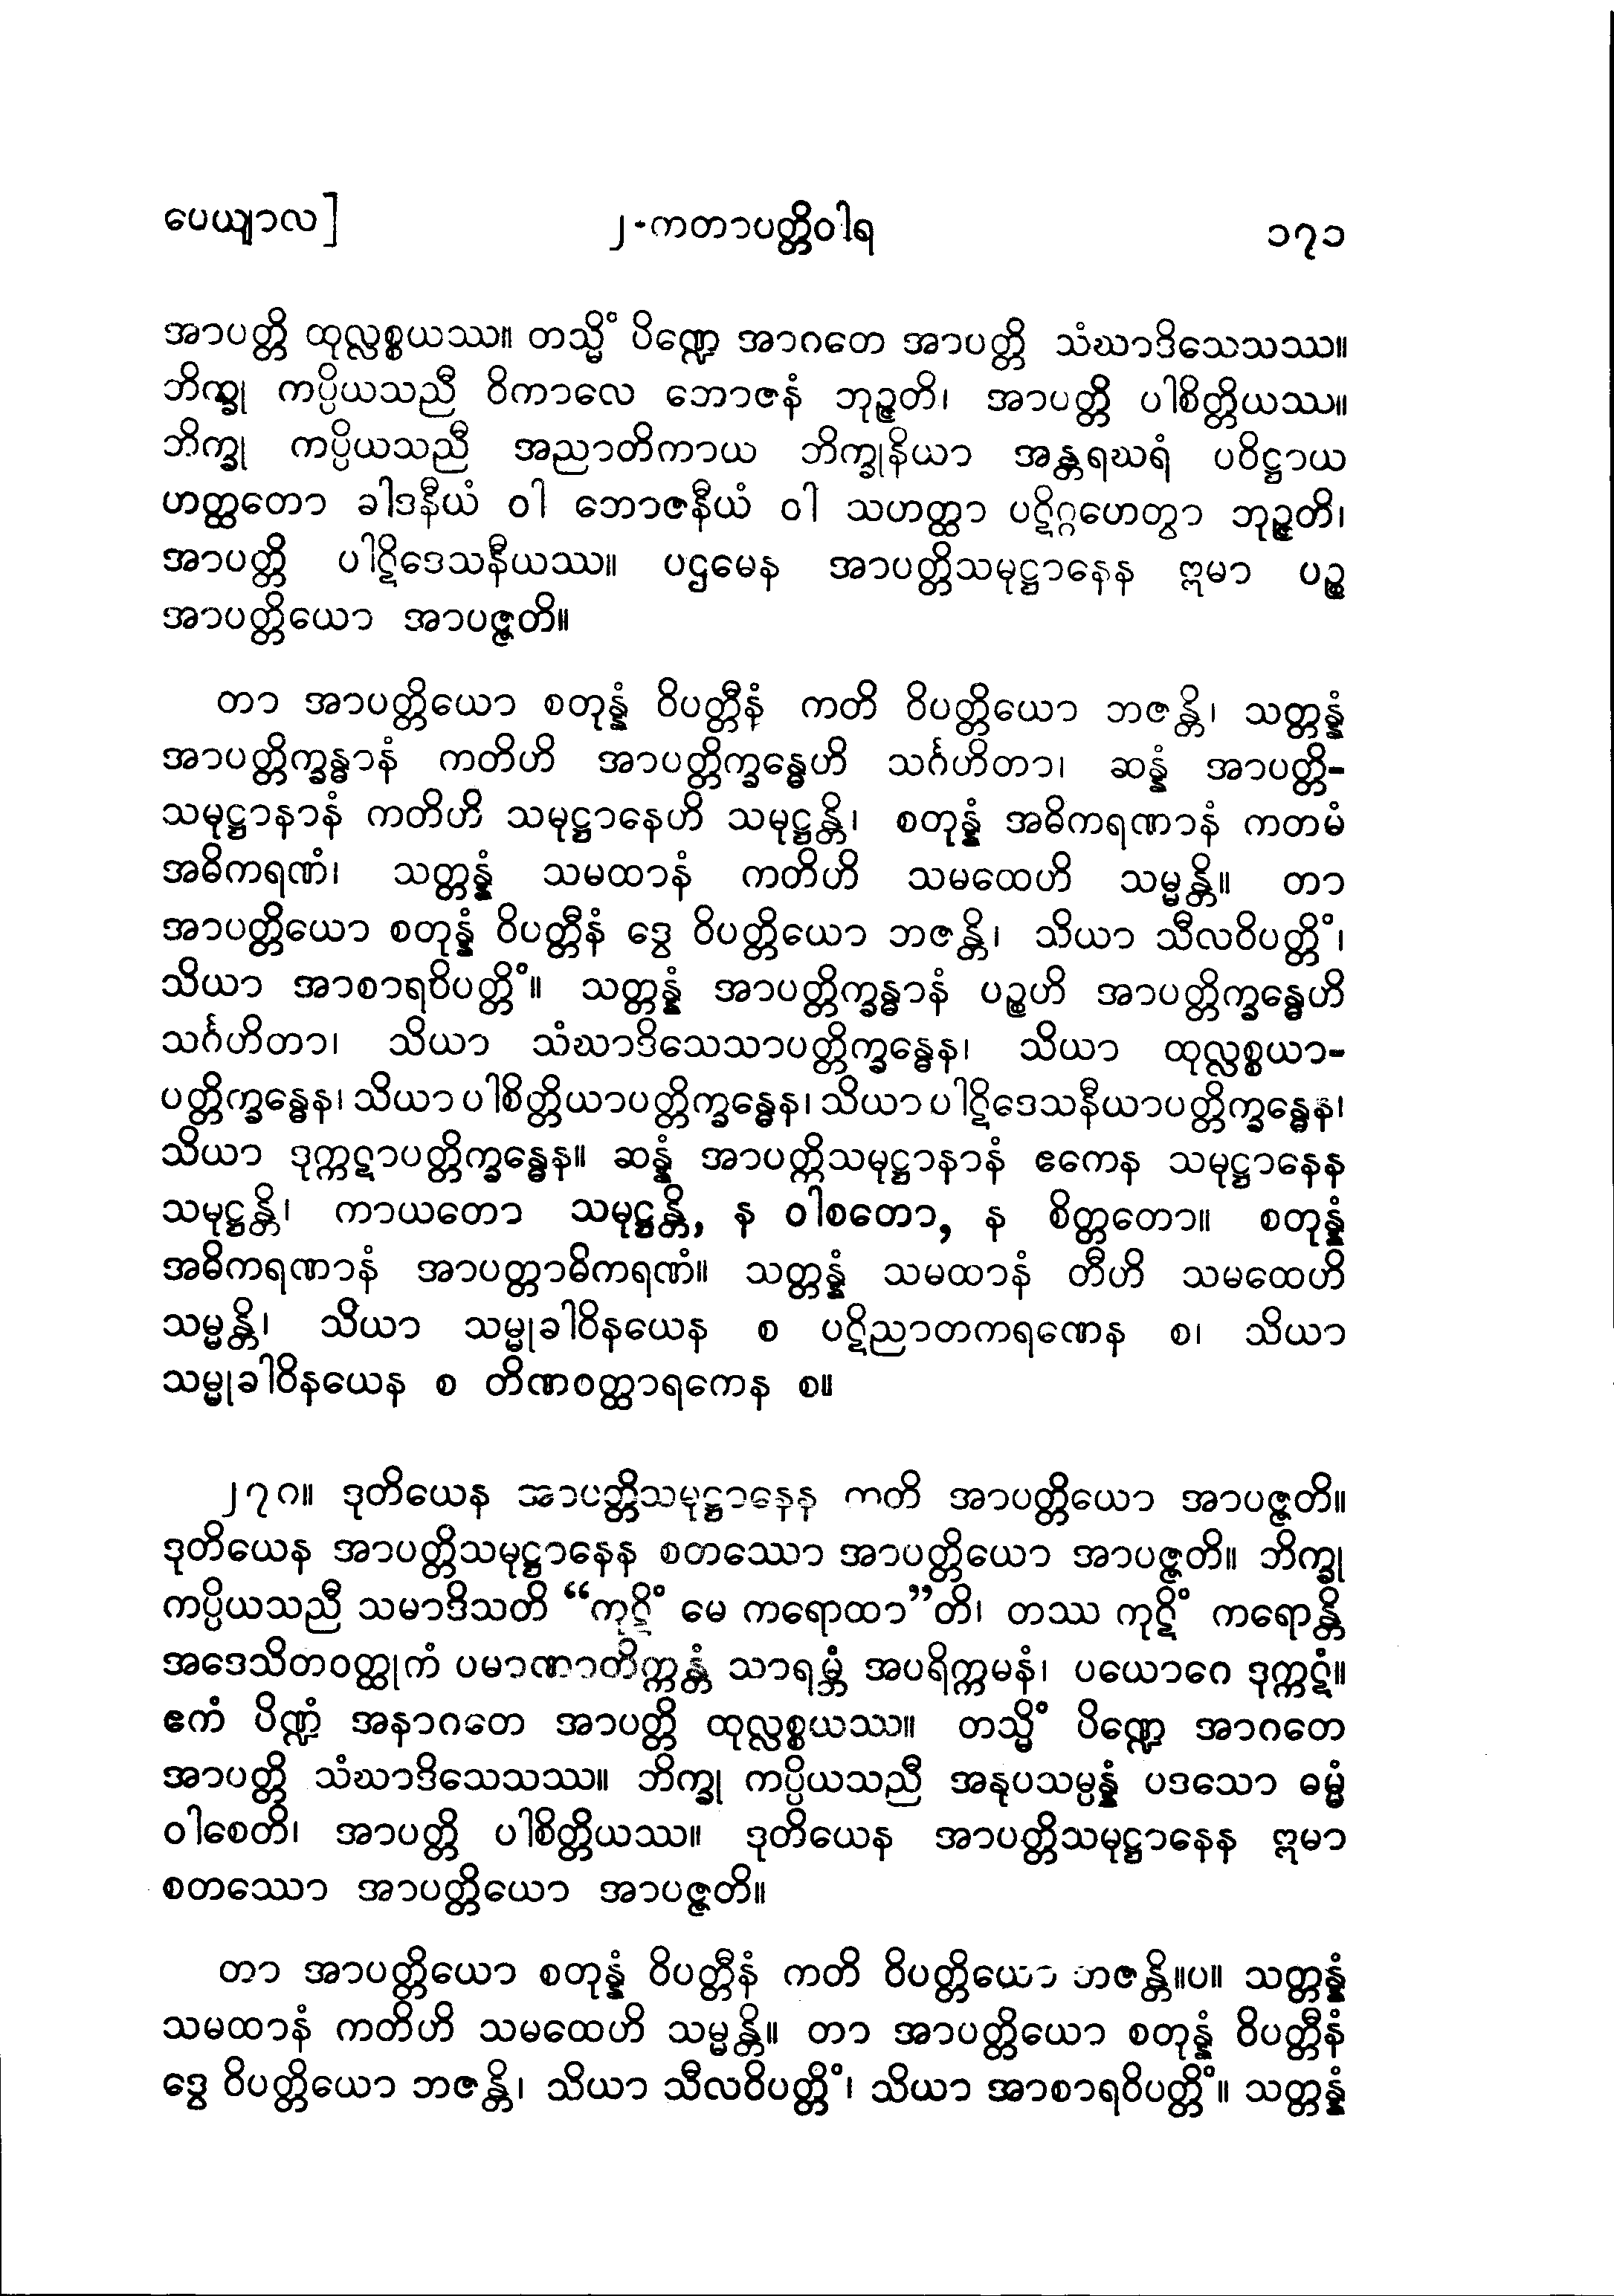 ပေယျာလ]
၂-ကတာပတ္တိဝါရ
၁၇၁
အာပတ္တိ ထုလ္လစ္စယဿ။ တသ္မိံ ပိဏ္ဍေ အာဂတေ အာပတ္တိ သံဃာဒိသေသဿ။
ဘိက္ခု ကပ္ပိယသညီ ဝိကာလေ ဘောဇနံ ဘုဉ္ဇတိ၊ အာပတ္တိ ပါစိတ္တိယဿ။
ဘိက္ခု ကပ္ပိယသညီ အညာတိကာယ ဘိက္ခုနိယာ အန္တရဃရံ ပဝိဋ္ဌာယ
ဟတ္ထတော ခါဒနီယံ ဝါ ဘောဇနီယံ ဝါ သဟတ္ထာ ပဋိဂ္ဂဟေတွာ ဘုဉ္ဇတိ၊
အာပတ္တိ ပါဋိဒေသနီယဿ။ ပဌမေန အာပတ္တိသမုဋ္ဌာနေန ဣမာ ပဉ္စ
အာပတ္တိယော အာပဇ္ဇတိ။
တာ အာပတ္တိယော စတုန္နံ ဝိပတ္တီနံ ကတိ ဝိပတ္တိယော ဘဇန္တိ၊ သတ္တန္နံ
အာပတ္တိက္ခန္ဓာနံ ကတိဟိ အာပတ္တိက္ခန္ဓေဟိ သင်္ဂဟိတာ၊ ဆန္နံ အာပတ္တိ-
သမုဋ္ဌာနာနံ ကတိဟိ သမုဋ္ဌာနေဟိ သမုဋ္ဌန္တိ၊ စတုန္နံ အဓိကရဏာနံ ကတမံ
အဓိကရဏံ၊ သတ္တန္နံ သမထာနံ ကတိဟိ သမထေဟိ သမ္မန္တိ။ တာ
အာပတ္တိယော စတုန္နံ ဝိပတ္တီနံ ဒွေ ဝိပတ္တိယော ဘဇန္တိ၊ သိယာ သီလဝိပတ္တိံ၊
သိယာ အာစာရဝိပတ္တိံ။ သတ္တန္နံ အာပတ္တိက္ခန္ဓာနံ ပဉ္စဟိ အာပတ္တိက္ခန္ဓေဟိ
သင်္ဂဟိတာ၊ သိယာ သံဃာဒိသေသာပတ္တိက္ခန္ဓေန၊ သိယာ ထုလ္လစ္စယာ-
ပတ္တိက္ခန္ဓေန၊ သိယာ ပါစိတ္တိယာပတ္တိက္ခန္ဓေန၊ သိယာ ပါဋိဒေသနီယာပတ္တိက္ခန္ဓေန၊
သိယာ ဒုက္ကဋာပတ္တိက္ခန္ဓေန။ ဆန္နံ အာပတ္တိသမုဋ္ဌာနာနံ ဧကေန သမုဋ္ဌာနေန
သမုဋ္ဌန္တိ၊ ကာယတော သမုဋ္ဌန္တိ, န ဝါစတော, န စိတ္တတော။ စတုန္နံ
အဓိကရဏာနံ အာပတ္တာဓိကရဏံ။ သတ္တန္နံ သမထာနံ တီဟိ သမထေဟိ
သမ္မန္တိ၊ သိယာ သမ္မုခါဝိနယေန စ ပဋိညာတကရဏေန စ၊ သိယာ
သမ္မုခါဝိနယေန စ တိဏဝတ္ထာရကေန စ။
၂၇၈။ ဒုတိယေန အာပတ္တိသမုဋ္ဌာနေန ကတိ အာပတ္တိယော အာပဇ္ဇတိ။
ဒုတိယေန အာပတ္တိသမုဋ္ဌာနေန စတဿော အာပတ္တိယော အာပဇ္ဇတိ။ ဘိက္ခု
ကပ္ပိယသညီ သမာဒိသတိ “ကုဋိံ မေ ကရောထာ”တိ၊ တဿ ကုဋိံ ကရောန္တိ
အဒေသိတဝတ္ထုကံ ပမာဏာတိက္ကန္တံ သာရမ္ဘံ အပရိက္ကမနံ၊ ပယောဂေ ဒုက္ကဋံ။
ဧကံ ပိဏ္ဍံ အနာဂတေ အာပတ္တိ ထုလ္လစ္စယဿ။ တသ္မိံ ပိဏ္ဍေ အာဂတေ
အာပတ္တိ သံဃာဒိသေသဿ။ ဘိက္ခု ကပ္ပိယသညီ အနုပသမ္ပန္နံ ပဒသော ဓမ္မံ
ဝါစေတိ၊ အာပတ္တိ ပါစိတ္တိယဿ။ ဒုတိယေန အာပတ္တိသမုဋ္ဌာနေန ဣမာ
စတဿော အာပတ္တိယော အာပဇ္ဇတိ။
တာ အာပတ္တိယော စတုန္နံ ဝိပတ္တီနံ ကတိ ဝိပတ္တိယော ဘဇန္တိ။ပ။ သတ္တန္နံ
သမထာနံ ကတိဟိ သမထေဟိ သမ္မန္တိ။ တာ အာပတ္တိယော စတုန္နံ ဝိပတ္တီနံ
ဒွေ ဝိပတ္တိယော ဘဇန္တိ၊ သိယာ သီလဝိပတ္တိံ၊ သိယာ အာစာရဝိပတ္တိံ။ သတ္တန္နံ